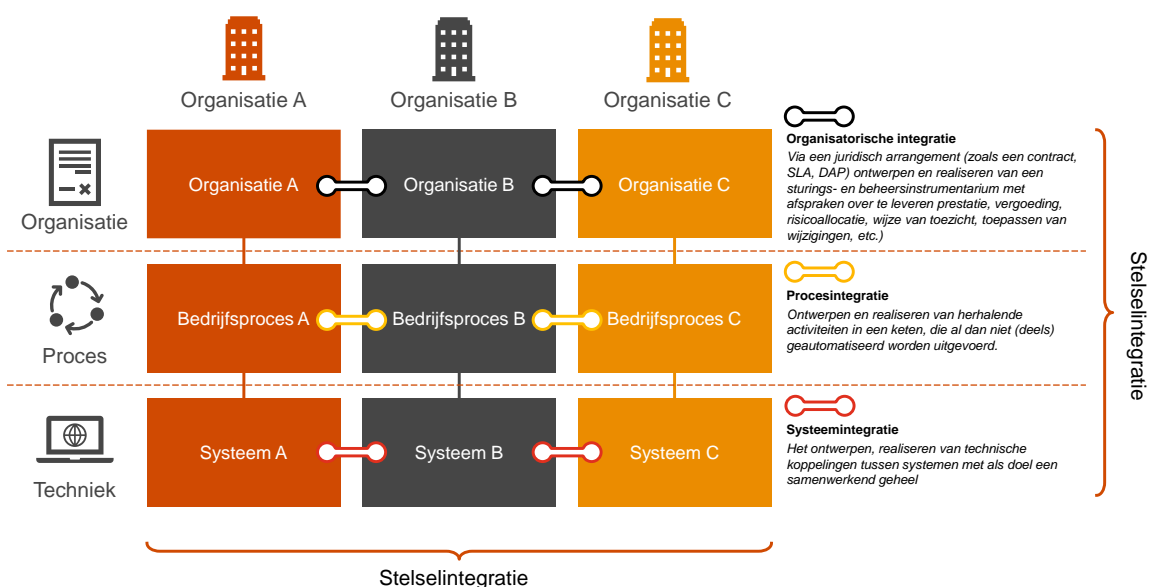 Organisatie A
Organisatie B
Organisatie C
Organisatie
Organisatie A
Organisatie B
Organisatie C
Organisatorische integratie
Via een juridisch arrangement (zoals een contract,
SLA, DAP) ontwerpen en realiseren van een
sturings- en beheersinstrumentarium met
afspraken over te leveren prestatie, vergoeding,
risicoallocatie, wijze van toezicht, toepassen van
wijzigingen, etc.)
Proces
Bedrijfsproces A
Bedrijfsproces B
Bedrijfsproces C
Procesintegratie
Ontwerpen en realiseren van herhalende
activiteiten in een keten, die al dan niet (deels)
geautomatiseerd worden uitgevoerd.
Techniek
Systeem A
Systeem B
Systeem C
Systeemintegratie
Het ontwerpen, realiseren van technische
koppelingen tussen systemen met als doel een
samenwerkend geheel
Stelselintegratie
Stelselintegratie